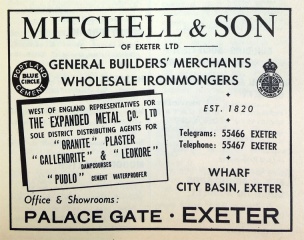 MITCHELL & SON
OF EXETER LTD
GENERAL BUILDERS' MERCHANTS
WHOLESALE IRONMONGERS
PORTLAND
BLUE CIRCLE
CEMENT
WEST OF ENGLAND REPRESENTATIVES FOR
THE EXPANDED METAL Co. LTD
SOLE DISTRICT DISTRIBUTING AGENTS FOR
"GRANITE" PLASTER
"CALLENDRITE" & "LEDKORE"
DAMPCOURSES
"PUDLO" CEMENT WATERPROOFER
EST. 1820
Telegrams: 55466 EXETER
Telephone: 55467 EXETER
WHARF
CITY BASIN, EXETER
Office & Showrooms:
PALACE GATE · EXETER